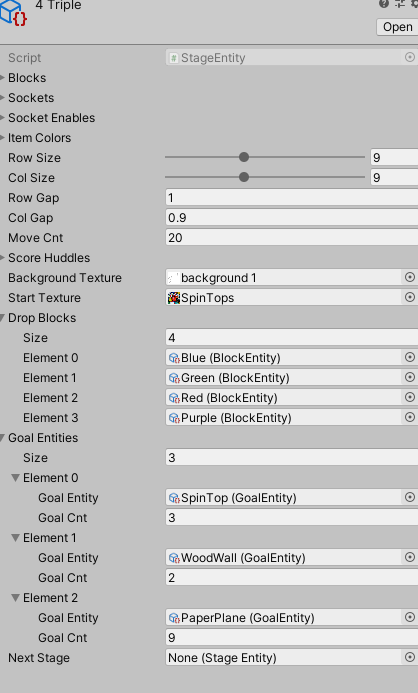 4 Triple
Open
Script StageEntity
Blocks
Sockets
Socket Enables
Item Colors
Row Size 9
Col Size 9
Row Gap 1
Col Gap 0.9
Move Cnt 20
Score Huddles
Background Texture background 1
Start Texture SpinTops
Drop Blocks
Size 4
Element 0 Blue (BlockEntity)
Element 1 Green (BlockEntity)
Element 2 Red (BlockEntity)
Element 3 Purple (BlockEntity)
Goal Entities
Size 3
Element 0
Goal Entity SpinTop (GoalEntity)
Goal Cnt 3
Element 1
Goal Entity WoodWall (GoalEntity)
Goal Cnt 2
Element 2
Goal Entity PaperPlane (GoalEntity)
Goal Cnt 9
Next Stage None (Stage Entity)